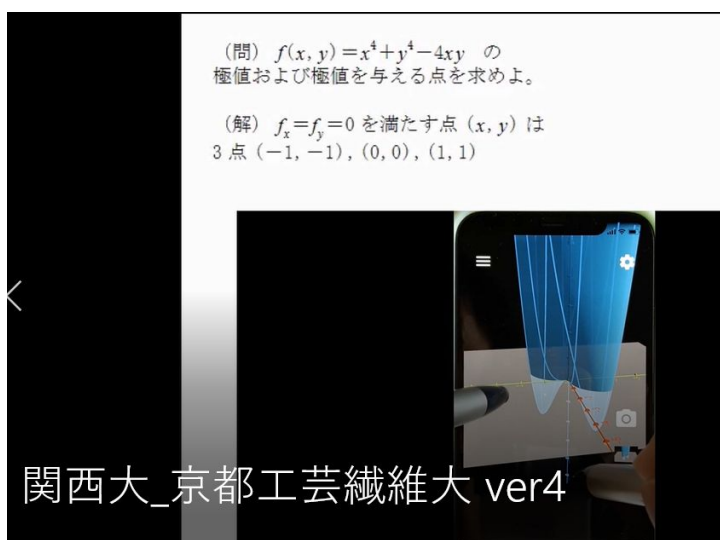 （問） f(x, y)＝x⁴＋y⁴－4xy の
極値および極値を与える点を求めよ。
（解） fₓ＝fᵧ＝0 を満たす点（x, y）は
3 点（－1, －1）, (0, 0) , (1, 1)
関西大_京都工芸繊維大 ver4